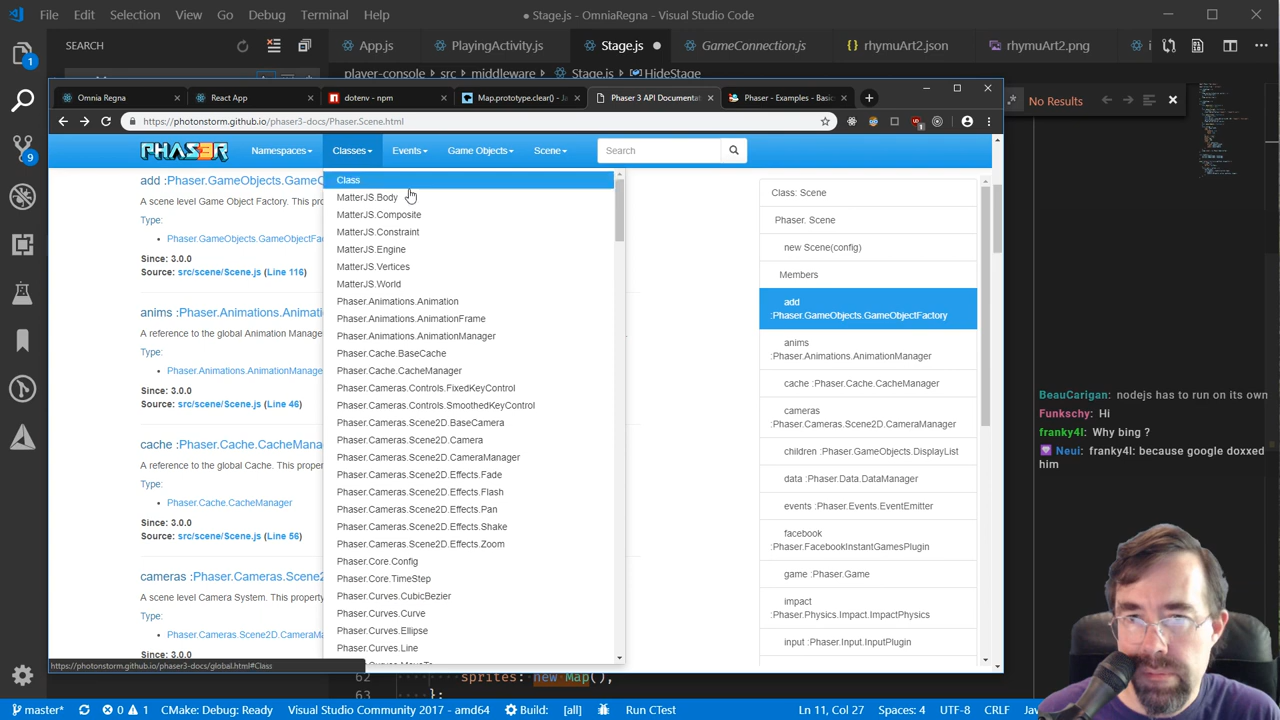 File Edit Selection View Go Debug Terminal Help
● Stage.js - OmniaRegna - Visual Studio Code
SEARCH
App.js PlayingActivity.js Stage.js ● GameConnection.js {} rhymuArt2.json rhymuArt2.png
player-console › src › middleware › Stage.js › HideStage
Omnia Regna × React App × dotenv - npm × Map.prototype.clear() - Ja × Phaser 3 API Documentat × Phaser - Examples - Basic × +
No Results
https://photonstorm.github.io/phaser3-docs/Phaser.Scene.html
PHASER Namespaces Classes Events Game Objects Scene Search
add :Phaser.GameObjects.GameO
A scene level Game Object Factory. This pro
Type:
• Phaser.GameObjects.GameObjectFac
Since: 3.0.0
Source: src/scene/Scene.js (Line 116)
anims :Phaser.Animations.Animati
A reference to the global Animation Manage
Type:
• Phaser.Animations.AnimationManage
Since: 3.0.0
Source: src/scene/Scene.js (Line 46)
cache :Phaser.Cache.CacheMana
A reference to the global Cache. This proper
Type:
• Phaser.Cache.CacheManager
Since: 3.0.0
Source: src/scene/Scene.js (Line 56)
cameras :Phaser.Cameras.Scene2
A scene level Camera System. This property
Type:
• Phaser.Cameras.Scene2D.CameraMa
Class
MatterJS.Body
MatterJS.Composite
MatterJS.Constraint
MatterJS.Engine
MatterJS.Vertices
MatterJS.World
Phaser.Animations.Animation
Phaser.Animations.AnimationFrame
Phaser.Animations.AnimationManager
Phaser.Cache.BaseCache
Phaser.Cache.CacheManager
Phaser.Cameras.Controls.FixedKeyControl
Phaser.Cameras.Controls.SmoothedKeyControl
Phaser.Cameras.Scene2D.BaseCamera
Phaser.Cameras.Scene2D.Camera
Phaser.Cameras.Scene2D.CameraManager
Phaser.Cameras.Scene2D.Effects.Fade
Phaser.Cameras.Scene2D.Effects.Flash
Phaser.Cameras.Scene2D.Effects.Pan
Phaser.Cameras.Scene2D.Effects.Shake
Phaser.Cameras.Scene2D.Effects.Zoom
Phaser.Core.Config
Phaser.Core.TimeStep
Phaser.Curves.CubicBezier
Phaser.Curves.Curve
Phaser.Curves.Ellipse
Phaser.Curves.Line
Phaser.Curves.MoveTo
Class: Scene
Phaser. Scene
new Scene(config)
Members
add
:Phaser.GameObjects.GameObjectFactory
anims
:Phaser.Animations.AnimationManager
cache :Phaser.Cache.CacheManager
cameras
:Phaser.Cameras.Scene2D.CameraManager
children :Phaser.GameObjects.DisplayList
data :Phaser.Data.DataManager
events :Phaser.Events.EventEmitter
facebook
:Phaser.FacebookInstantGamesPlugin
game :Phaser.Game
impact
:Phaser.Physics.Impact.ImpactPhysics
input :Phaser.Input.InputPlugin
https://photonstorm.github.io/phaser3-docs/global.html#Class
BeauCarigan: nodejs has to run on its own
Funkschy: Hi
franky4l: Why bing ?
Neui: franky4l: because google doxxed
him
62 sprites: new Map(),
63 };
master* 0 1 CMake: Debug: Ready Visual Studio Community 2017 - amd64 Build: [all] Run CTest Ln 11, Col 27 Spaces: 4 UTF-8 CRLF Jav